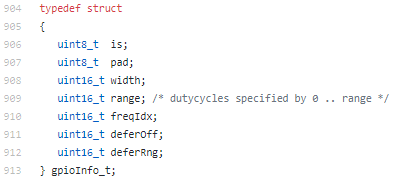 904 typedef struct
905 {
906 uint8_t is;
907 uint8_t pad;
908 uint16_t width;
909 uint16_t range; /* dutycycles specified by 0 .. range */
910 uint16_t freqIdx;
911 uint16_t deferOff;
912 uint16_t deferRng;
913 } gpioInfo_t;